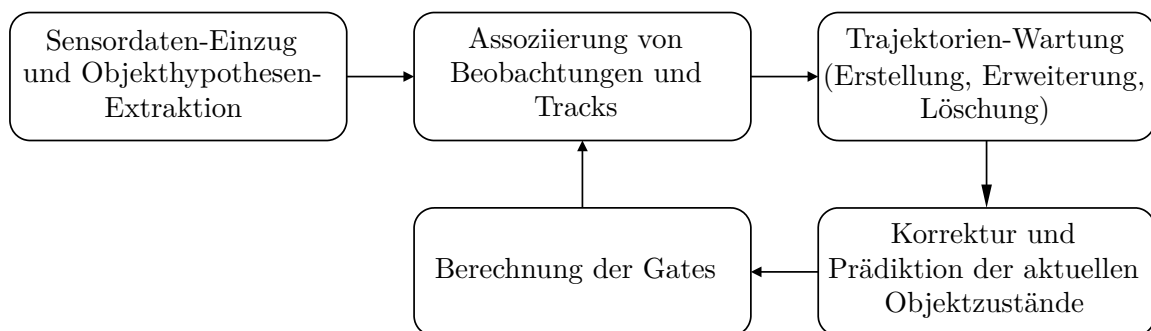 Sensordaten-Einzug
und Objekthypothesen-
Extraktion
Assoziierung von
Beobachtungen und
Tracks
Trajektorien-Wartung
(Erstellung, Erweiterung,
Löschung)
Berechnung der Gates
Korrektur und
Prädiktion der aktuellen
Objektzustände